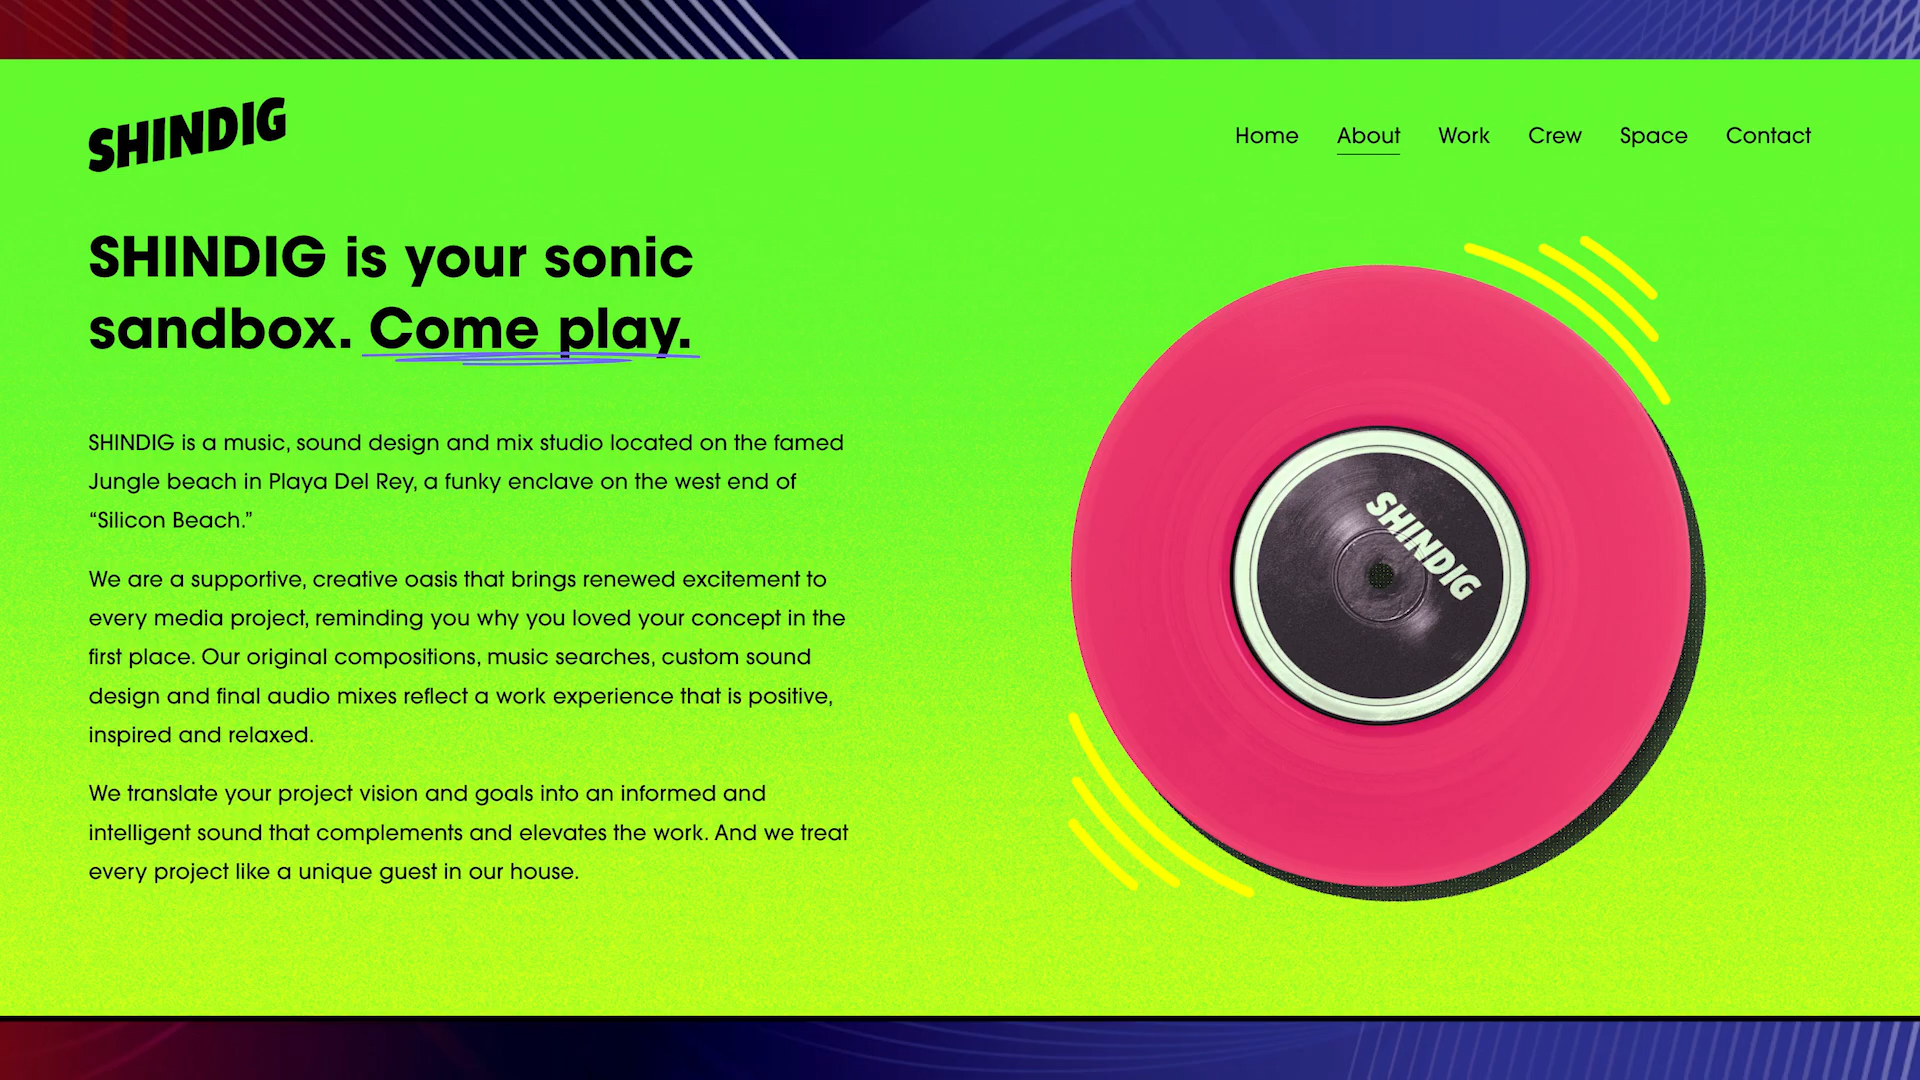 SHINDIG
Home About Work Crew Space Contact
SHINDIG is your sonic
sandbox. Come play.
SHINDIG is a music, sound design and mix studio located on the famed
Jungle beach in Playa Del Rey, a funky enclave on the west end of
“Silicon Beach.”
We are a supportive, creative oasis that brings renewed excitement to
every media project, reminding you why you loved your concept in the
first place. Our original compositions, music searches, custom sound
design and final audio mixes reflect a work experience that is positive,
inspired and relaxed.
We translate your project vision and goals into an informed and
intelligent sound that complements and elevates the work. And we treat
every project like a unique guest in our house.
SHINDIG